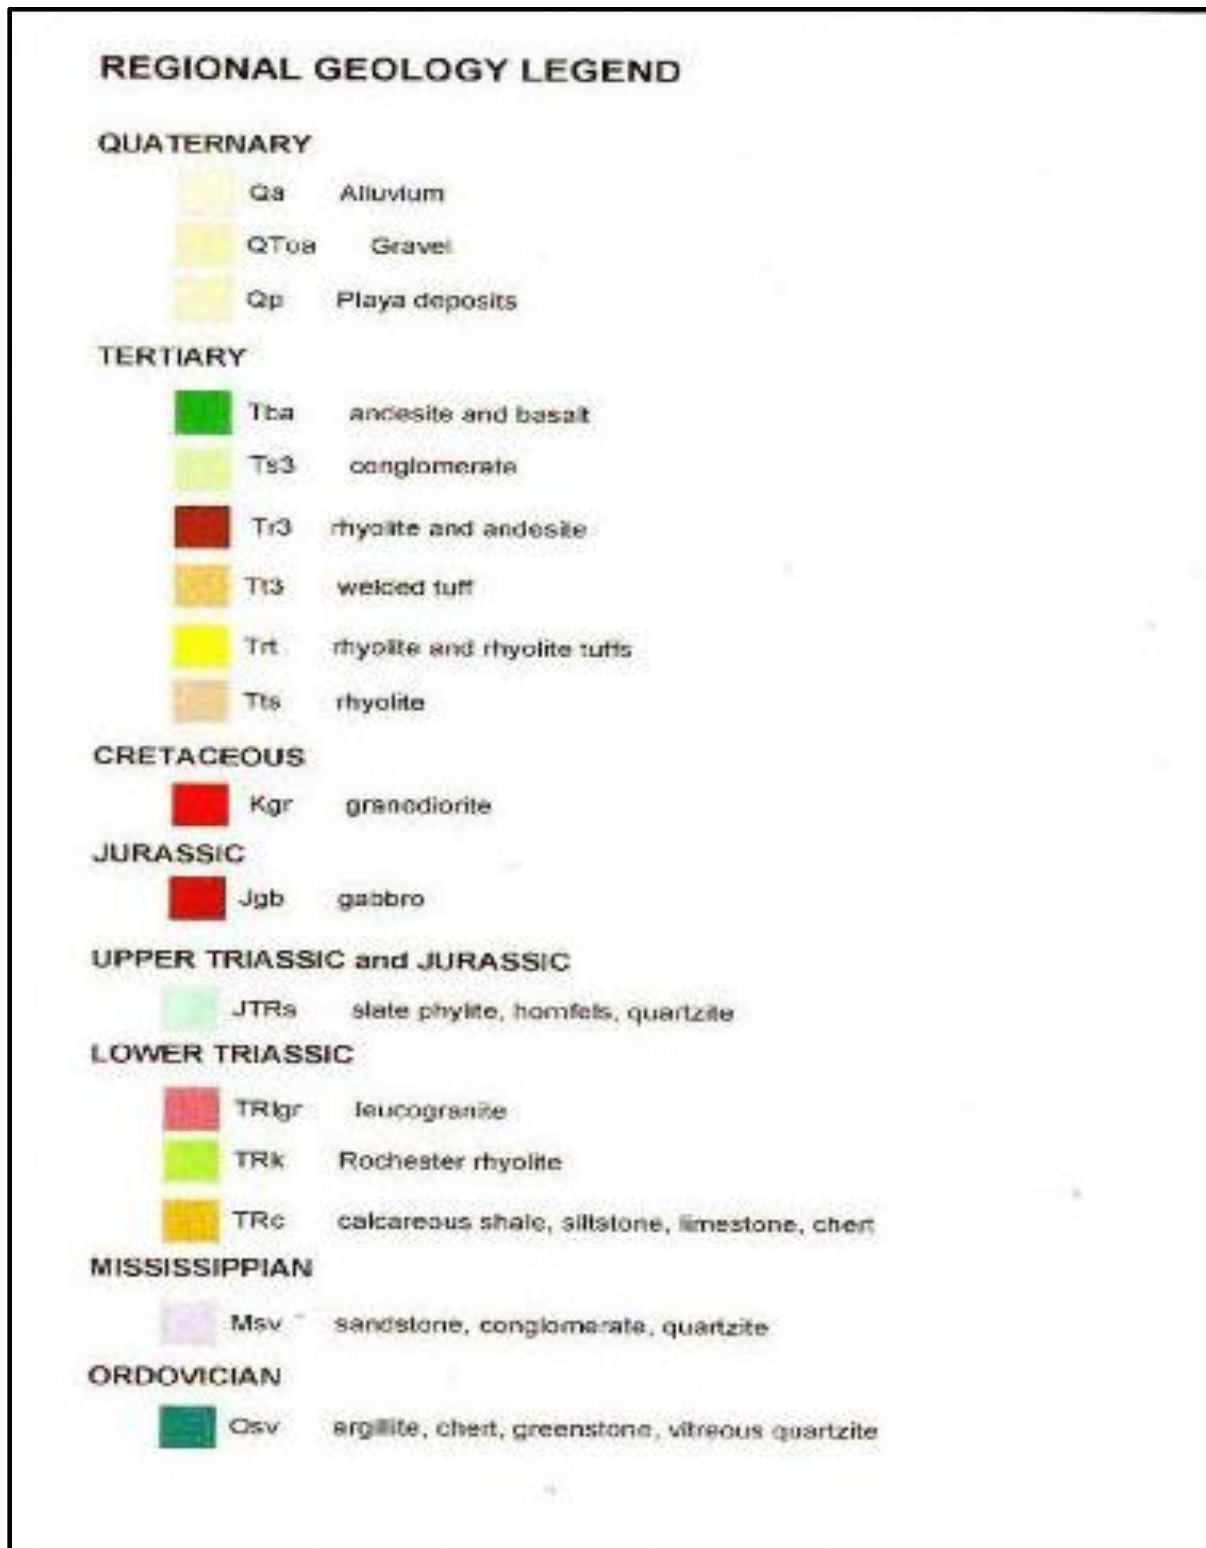 REGIONAL GEOLOGY LEGEND
QUATERNARY
Qa Alluvium
QToa Gravel
Qp Playa deposits
TERTIARY
Tba andesite and basalt
Ts3 conglomerate
Tr3 rhyolite and andesite
Tt3 welded tuff
Trt rhyolite and rhyolite tuffs
Tts rhyolite
CRETACEOUS
Kgr granodiorite
JURASSIC
Jgb gabbro
UPPER TRIASSIC and JURASSIC
JTRs slate phylite, hornfels, quartzite
LOWER TRIASSIC
TRlgr leucogranite
TRk Rochester rhyolite
TRc calcareous shale, siltstone, limestone, chert
MISSISSIPPIAN
Msv sandstone, conglomerate, quartzite
ORDOVICIAN
Osv argillite, chert, greenstone, vitreous quartzite